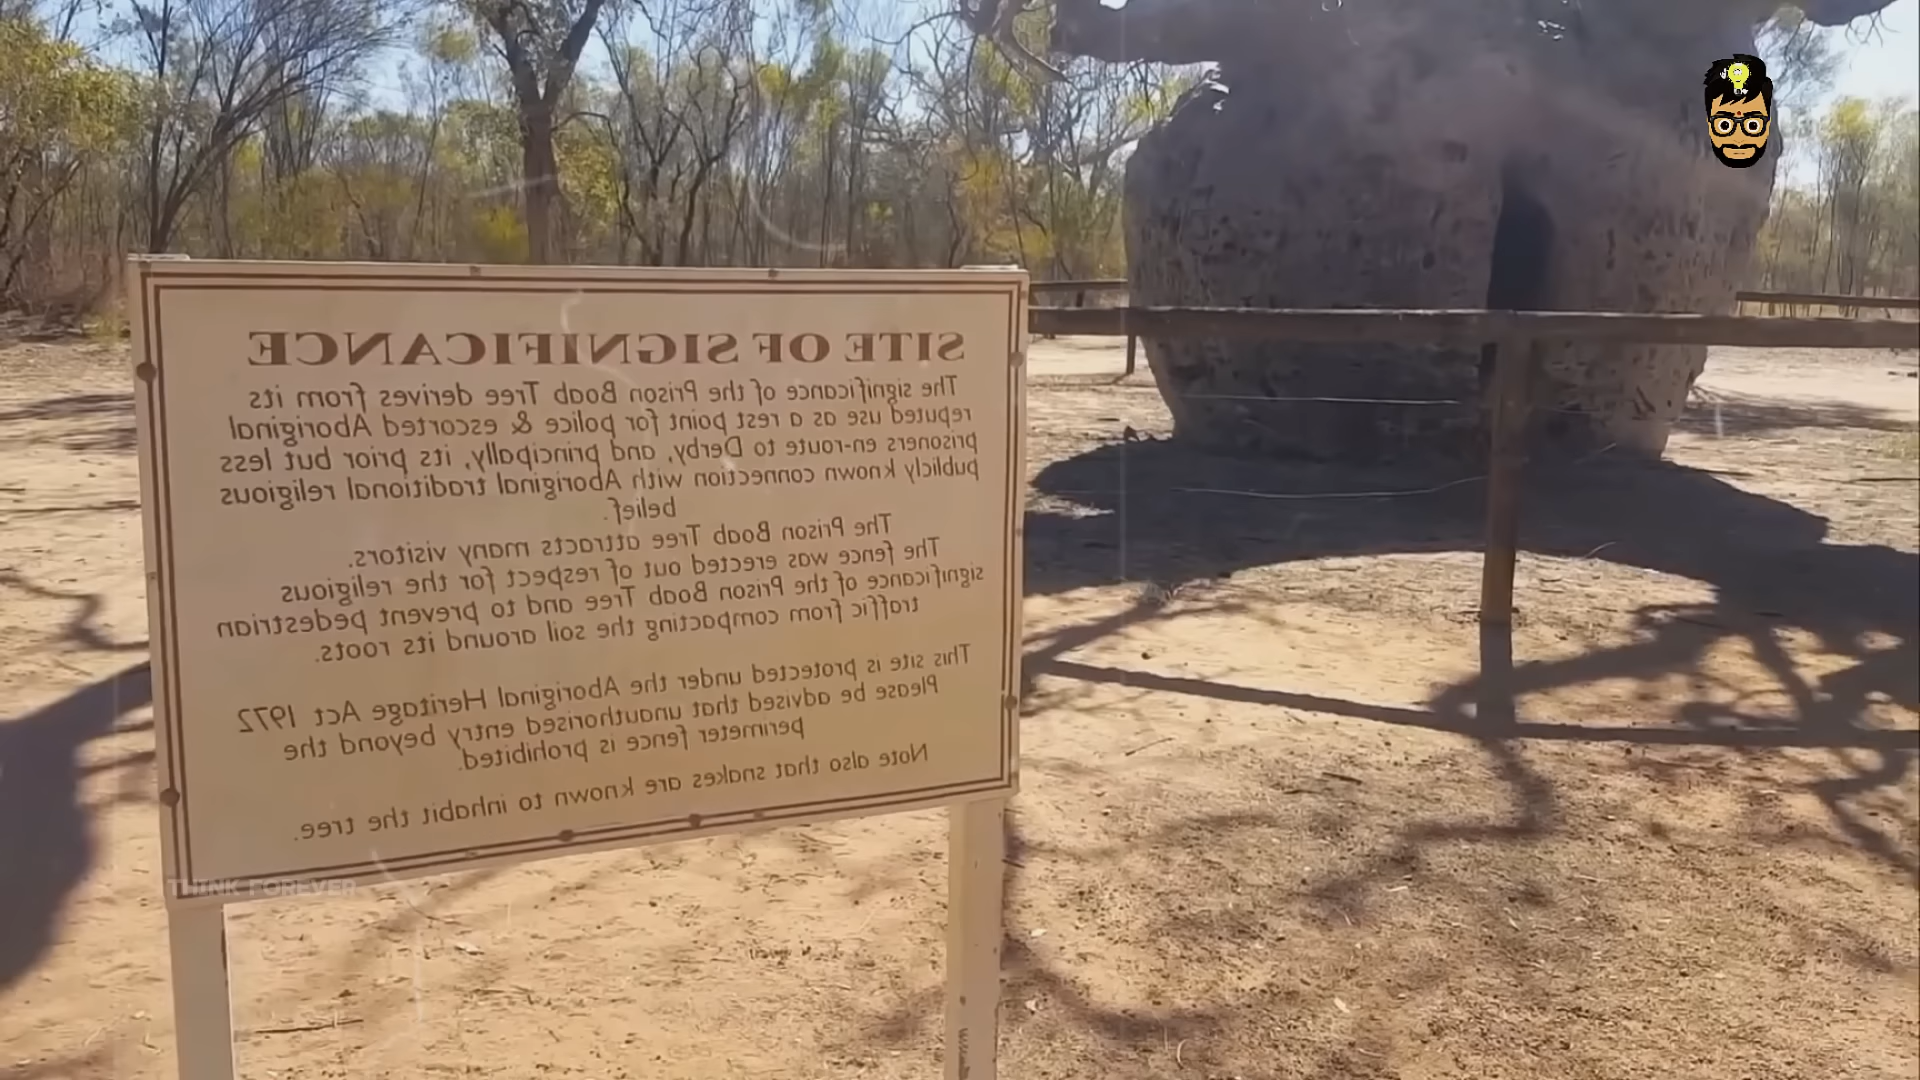 SITE OF SIGNIFICANCE
The significance of the Prison Boab Tree derives from its
reputed use as a rest point for police & escorted Aboriginal
prisoners en-route to Derby, and principally, its prior but less
publicly known connection with Aboriginal traditional religious
belief.
The Prison Boab Tree attracts many visitors.
The fence was erected out of respect for the religious
significance of the Prison Boab Tree and to prevent pedestrian
traffic from compacting the soil around its roots.
This site is protected under the Aboriginal Heritage Act 1972
Please be advised that unauthorised entry beyond the
perimeter fence is prohibited.
Note also that snakes are known to inhabit the tree.
THINK FOREVER